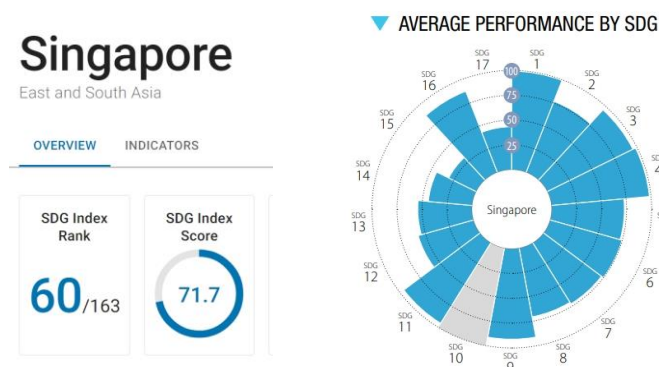 Singapore
East and South Asia
OVERVIEW INDICATORS
SDG Index
Rank
60/163
SDG Index
Score
71.7
AVERAGE PERFORMANCE BY SDG
SDG
1
SDG
2
SDG
3
SDG
6
SDG
7
SDG
8
SDG
9
SDG
10
SDG
11
SDG
12
SDG
13
SDG
14
SDG
15
SDG
16
SDG
17
100
75
50
25
Singapore